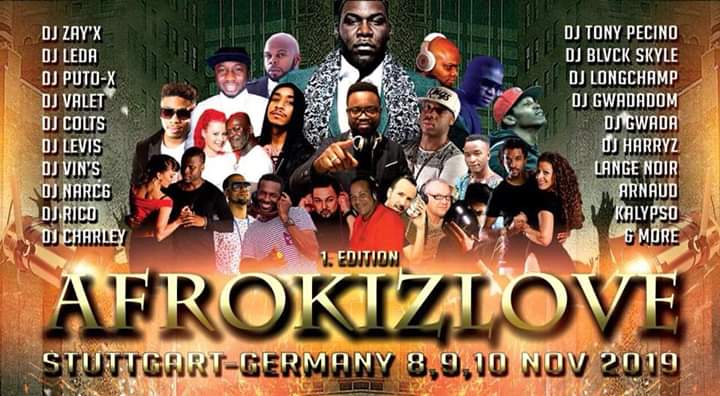 DJ ZAY'X
DJ LEDA
DJ PUTO-X
DJ VALET
DJ COLTS
DJ LEVIS
DJ VIN'S
DJ NARC6
DJ RICO
DJ CHARLEY
DJ TONY PECINO
DJ BLVCK SKYLE
DJ LONGCHAMP
DJ GWADADOM
DJ GWADA
DJ HARRYZ
LANGE NOIR
ARNAUD
KALYPSO
& MORE
1. EDITION
AFROKIZLOVE
STUTTGART-GERMANY 8,9,10 NOV 2019